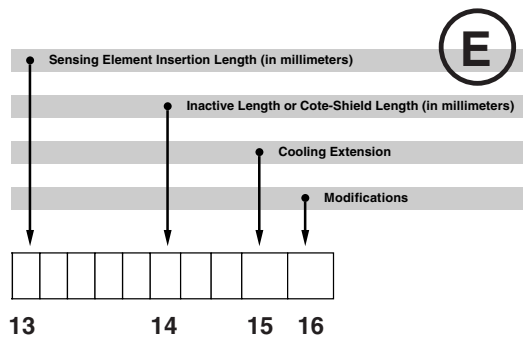 E
Sensing Element Insertion Length (in millimeters)
Inactive Length or Cote-Shield Length (in millimeters)
Cooling Extension
Modifications
13 14 15 16